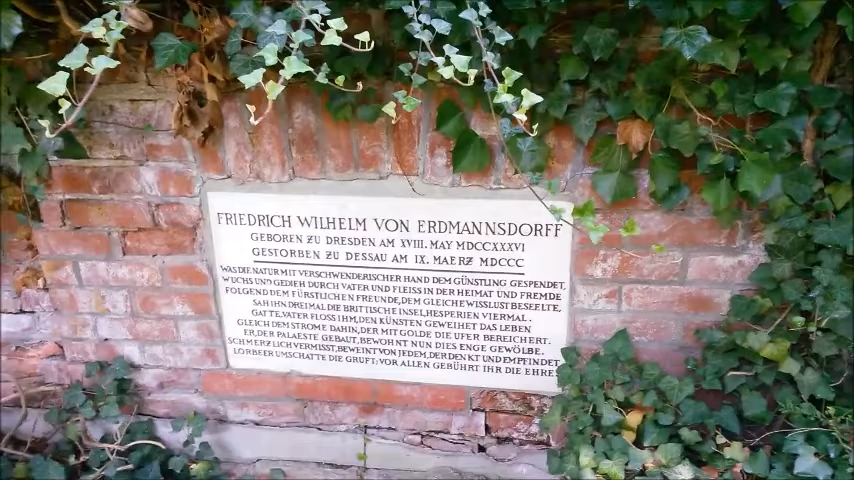 FRIEDRICH WILHELM VON ERDMANNSDORFF
GEBOREN ZU DRESDEN AM XVIII. MAY MDCCXXXVI
GESTORBEN ZU DESSAU AM IX. MAERZ MDCCC
WAS DIE NATUR MIT VERSCHWENDERISCHER HAND DEM GÜNSTLING GESPENDET,
WUCHS UND GEDIEH DURCH VATER UND FLEISS IN DER HEIMAT UND FREMDE
FOLGEND DEM FÜRSTLICHEN FREUNDE, DEM GLEICHE WISSLUST BESEELTE,
SAH IHN DREIMAL DIE BRITTISCHE INSEL, HESPERIEN VIERMAL.
GATTE, VATER FLOSS IHM, DEN KÜNSTEN GEWEIHET DAS LEBEN
GLEICH DEM STROME DAHIN, DER MIT GOLDE DIE UFER BEREICHERT.
ER, DER PALAESTE GEBAUT, BEWOHNT NUN DIES ENGE GEWÖLBE.
SCHMERZLICH VERMISST, BEWEINT VON JEDEM, DER DENKT UND EMPFINDET
LORBEER UMSCHATTE DIE GRUFT: VOR ALLEN GEBÜHRT IHR DIE EHRE